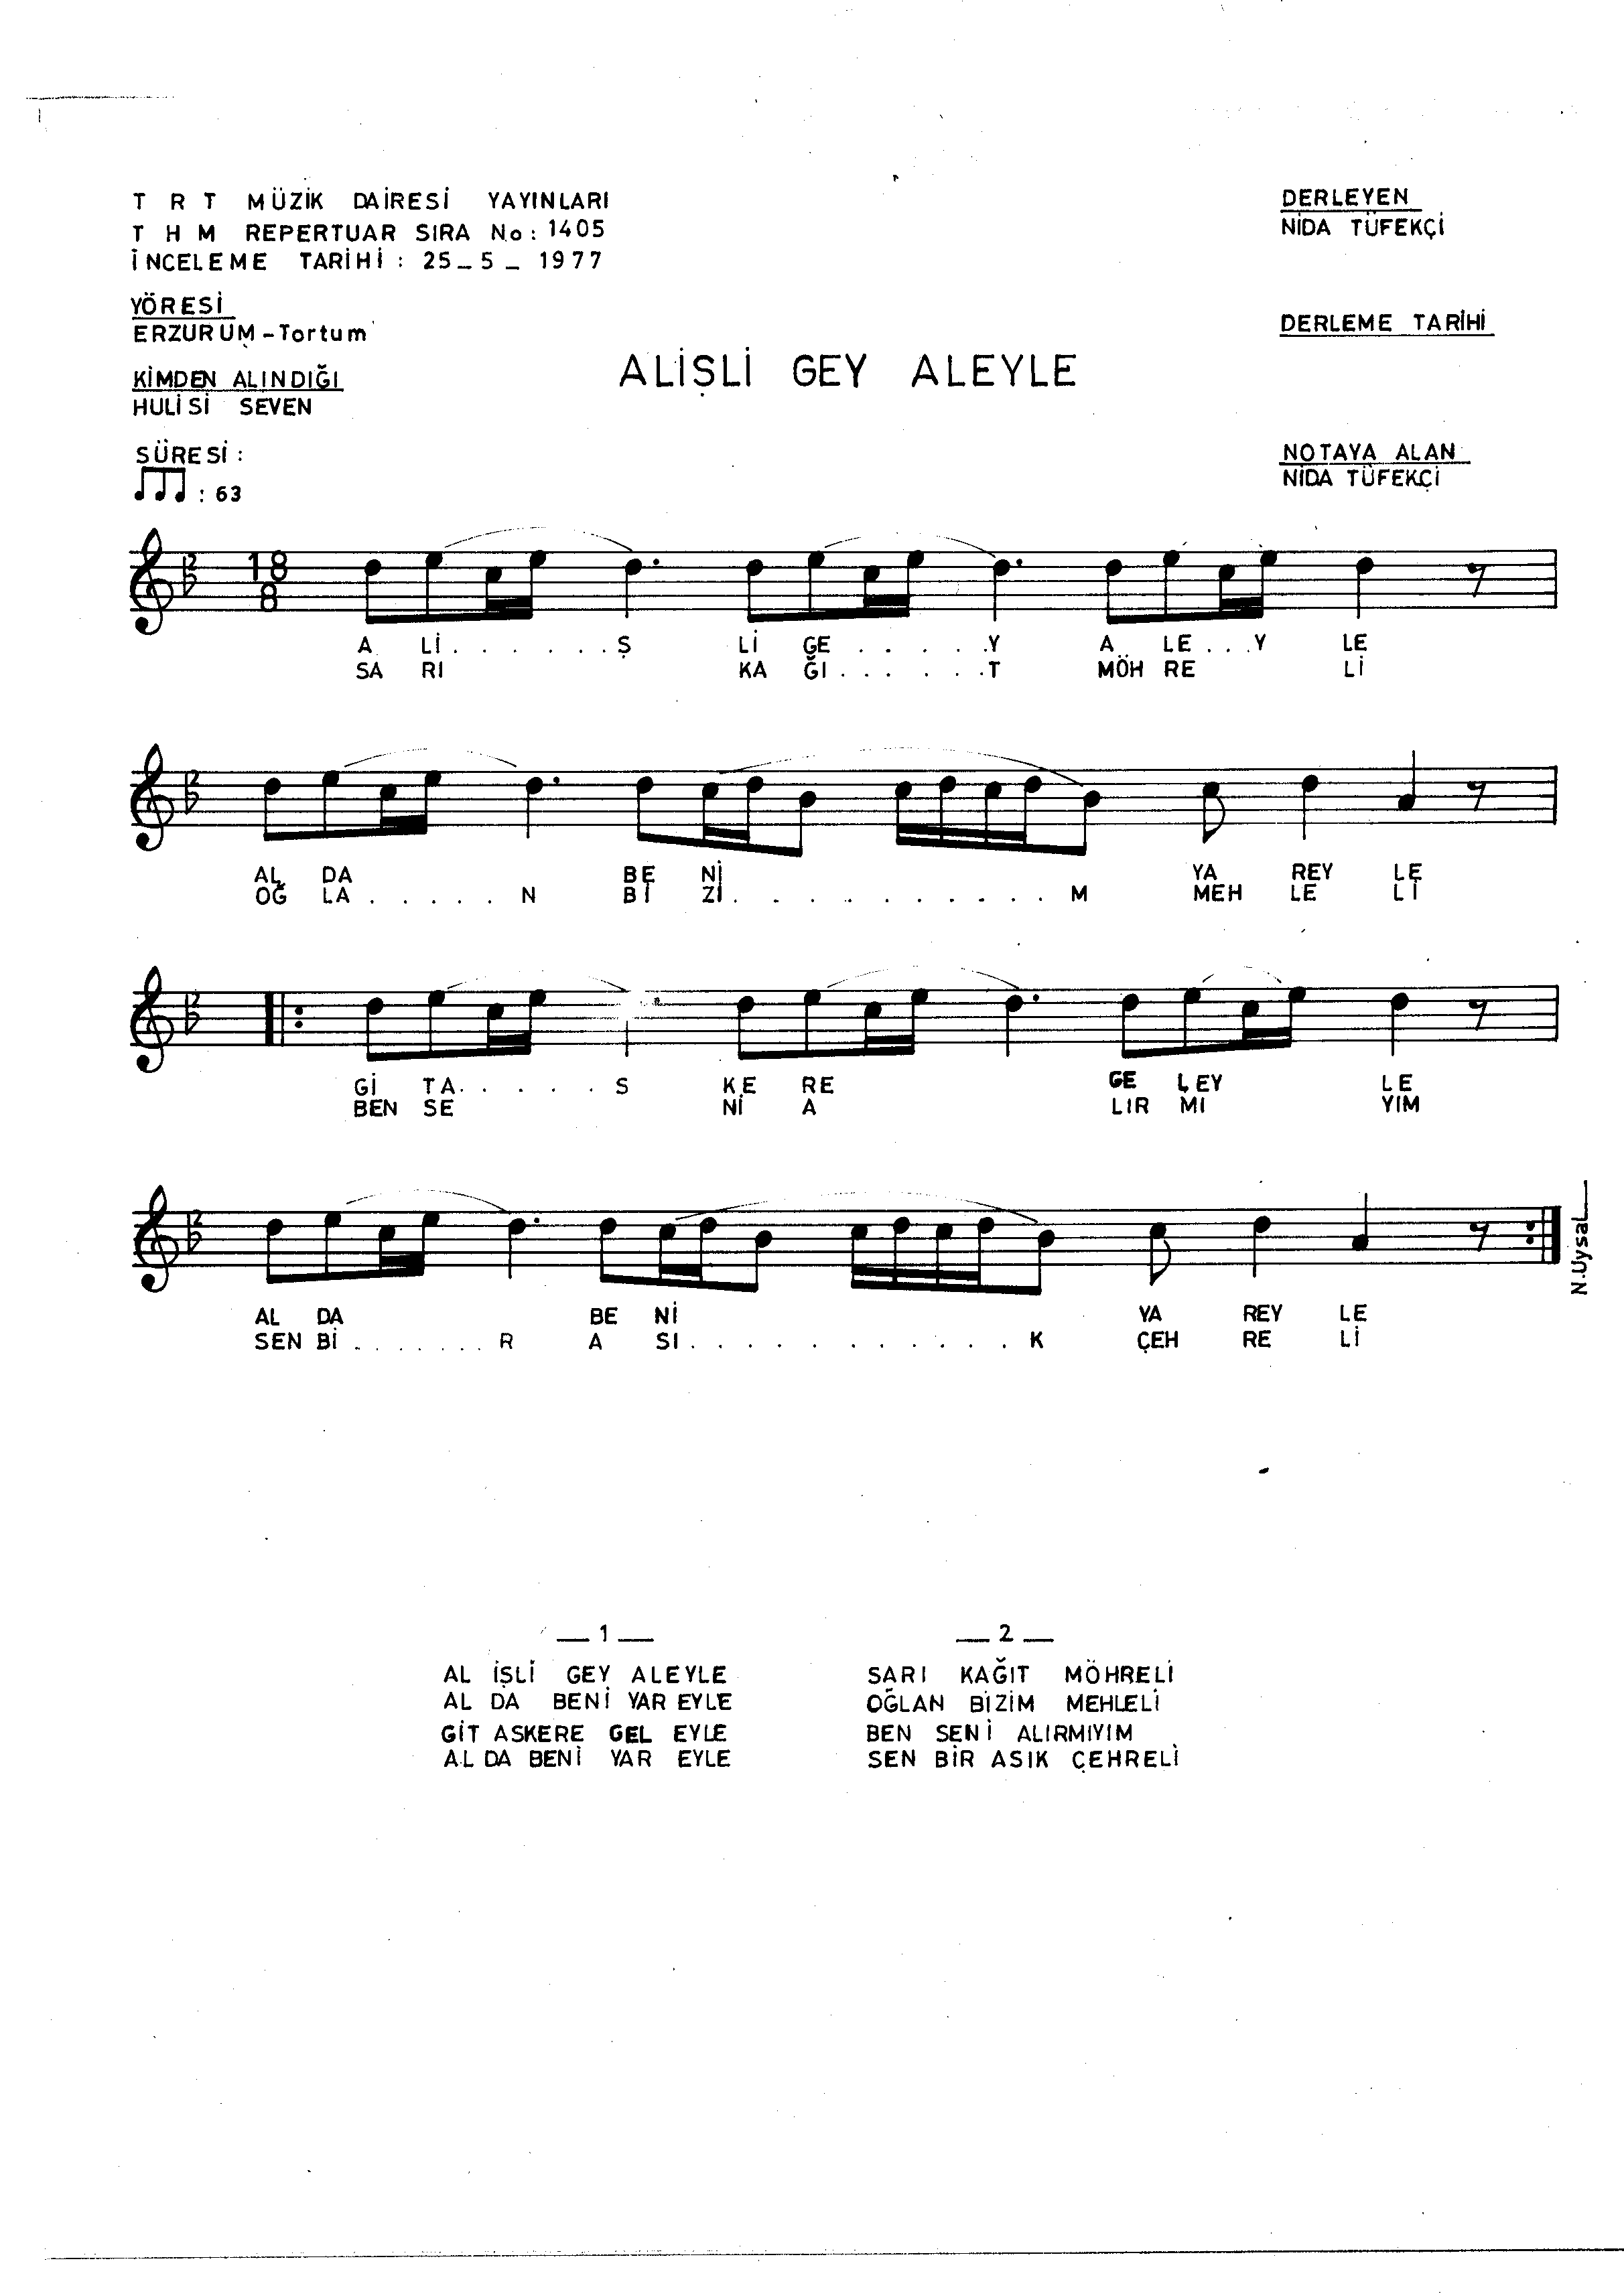 T R T MÜZİK DAİRESİ YAYINLARI
T H M REPERTUAR SIRA No: 1405
İNCELEME TARİHİ : 25_5_1977
YÖRESİ
ERZURUM-Tortum
KİMDEN ALINDIĞI
HULİSİ SEVEN
SÜRESİ :
: 63
DERLEYEN
NİDA TÜFEKÇİ
DERLEME TARİHİ
NOTAYA ALAN
NİDA TÜFEKÇİ
ALİŞLİ GEY ALEYLE
2
18
8
A Lİ . . . . . . Ş Lİ GE . . . . . Y A LE . . . Y LE
SA RI KA ĞI . . . . . . T MÖH RE Lİ
2
AL DA BE Nİ YA REY LE
OĞ LA . . . . . N Bİ Zİ . . . . . . . . . M MEH LE Lİ
2
Gİ TA . . . . . S KE RE GE LEY LE
BEN SE Nİ A LIR MI YIM
2
AL DA BE Nİ YA REY LE
SEN Bİ . . . . . . . R A SI . . . . . . . . . . . K ÇEH RE Lİ
N.Uysal
— 1 —
AL İŞLİ GEY ALEYLE
AL DA BENİ YAR EYLE
GİT ASKERE GEL EYLE
AL DA BENİ YAR EYLE
— 2 —
SARI KAĞIT MÖHRELİ
OĞLAN BİZİM MEHLELİ
BEN SENİ ALIRMIYIM
SEN BİR ASIK ÇEHRELİ